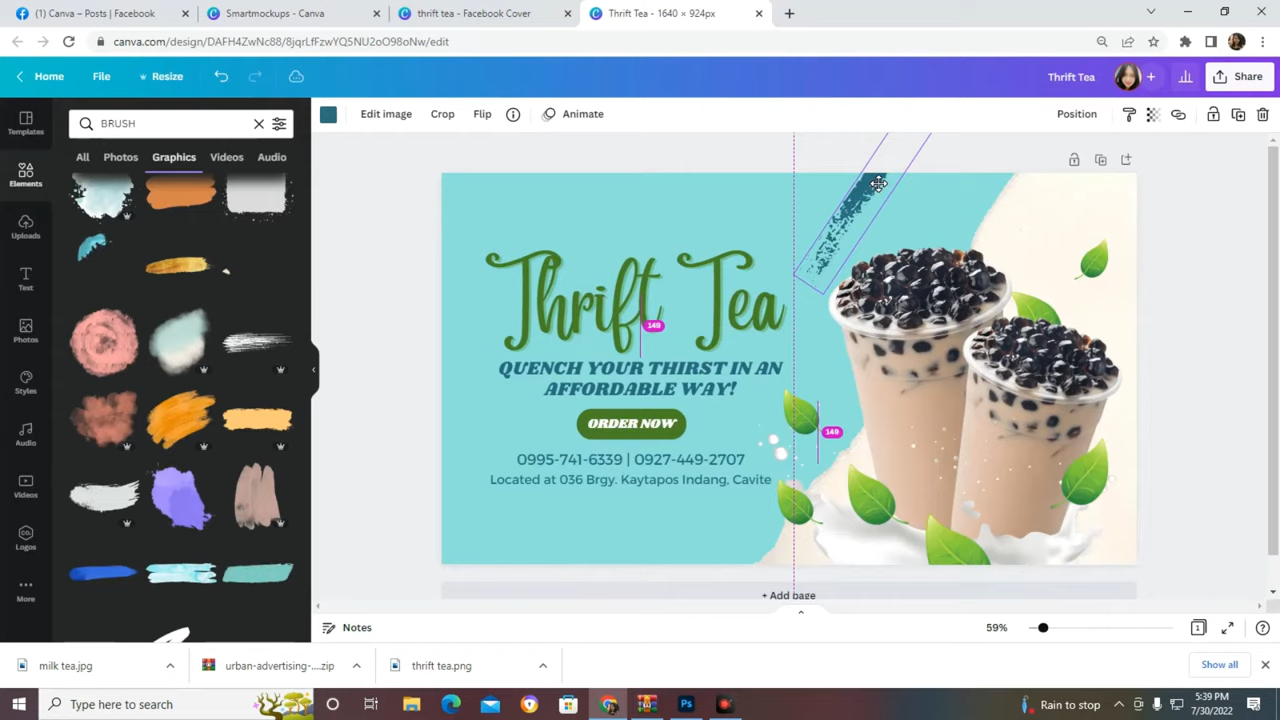 (1) Canva Posts | Facebook
Smartmockups - Canva
thrift tea - Facebook Cover
Thrift Tea - 1640 × 924px
canva.com/design/DAFH4ZwNc88/8jqrLfFzwYQ5NU2oO98oNw/edit
Home
File
Resize
Thrift Tea
Share
Templates
Elements
Uploads
Text
Photos
Styles
Audio
Videos
Logos
More
BRUSH
All
Photos
Graphics
Videos
Audio
Edit image
Crop
Flip
Animate
Position
Thrift Tea
149
QUENCH YOUR THIRST IN AN
AFFORDABLE WAY!
ORDER NOW
149
0995-741-6339 | 0927-449-2707
Located at 036 Brgy. Kaytapos Indang, Cavite
+ Add page
Notes
59%
1
milk tea.jpg
urban-advertising-....zip
thrift tea.png
Show all
Type here to search
Rain to stop
5:39 PM
7/30/2022